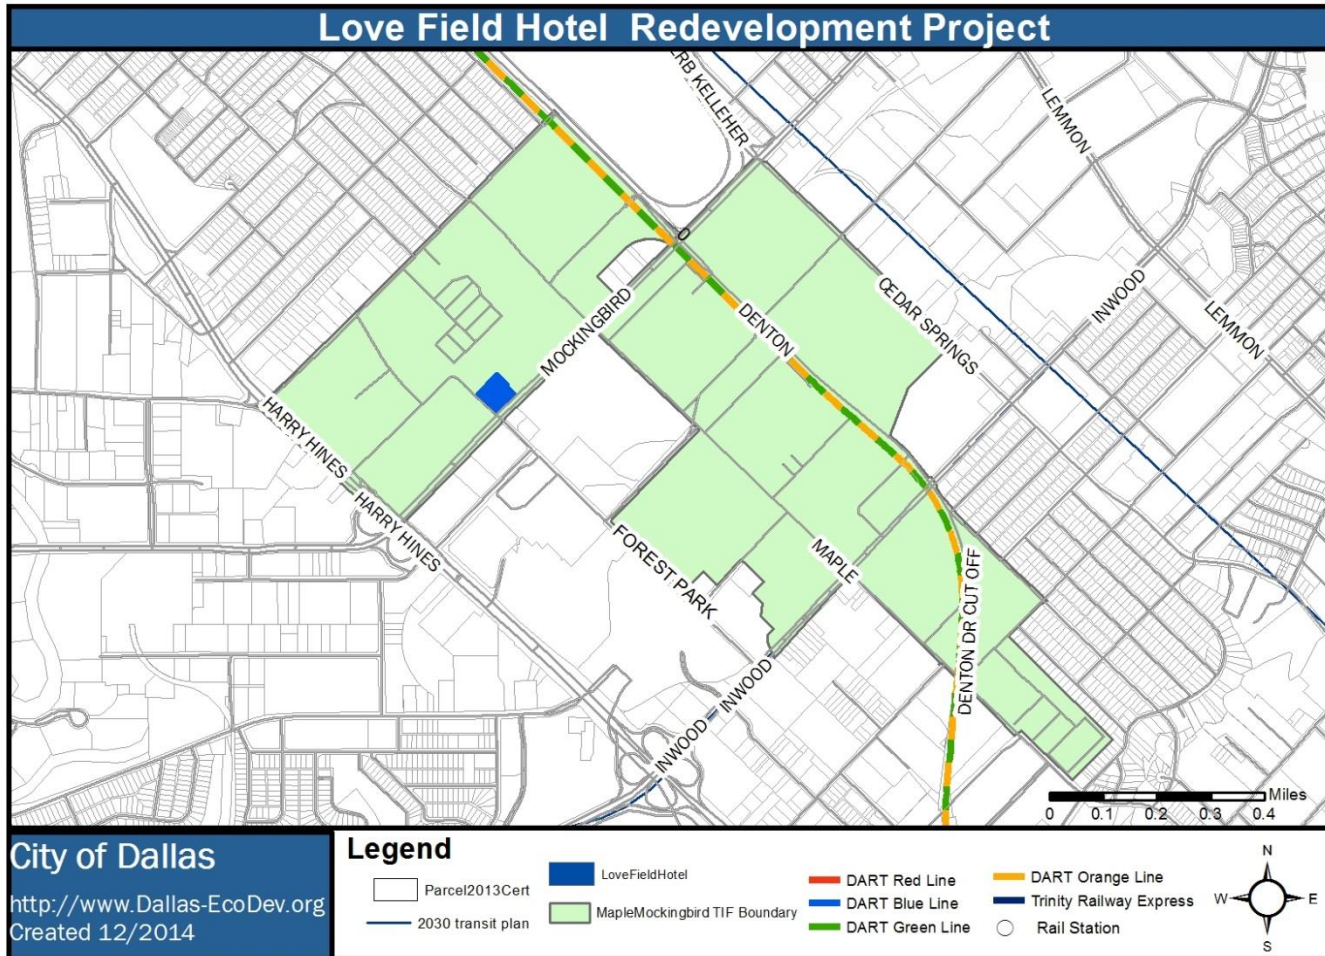 Love Field Hotel  Redevelopment Project
ERB KELLEHER
LEMMON
LEMMON
INWOOD
CEDAR SPRINGS
DENTON
MOCKINGBIRD
HARRY HINES
HARRY HINES
FOREST PARK
MAPLE
INWOOD
INWOOD
DENTON DR CUT OFF
Miles
0 0.1 0.2 0.3 0.4
City of Dallas
http://www.Dallas-EcoDev.org
Created 12/2014
Legend
Parcel2013Cert
2030 transit plan
LoveFieldHotel
MapleMockingbird TIF Boundary
DART Red Line
DART Blue Line
DART Green Line
DART Orange Line
Trinity Railway Express
Rail Station
N
W E
S